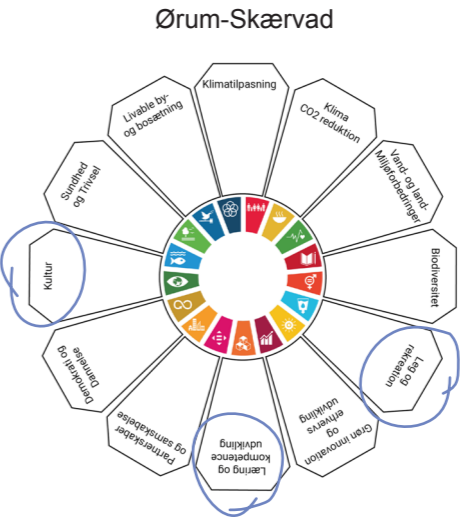 Ørum-Skærvad
Klimatilpasning
Klima
CO2 reduktion
Vand- og land-
Miljøforbedringer
Biodiversitet
Leg og
rekreation
Grøn innovation
og
erhvervs
udvikling
Læring og
kompetence
udvikling
Partnerskaber
og samskabelse
Demokrati og
Dannelse
Kultur
Sundhed
og Trivsel
Livable by-
og bosætning